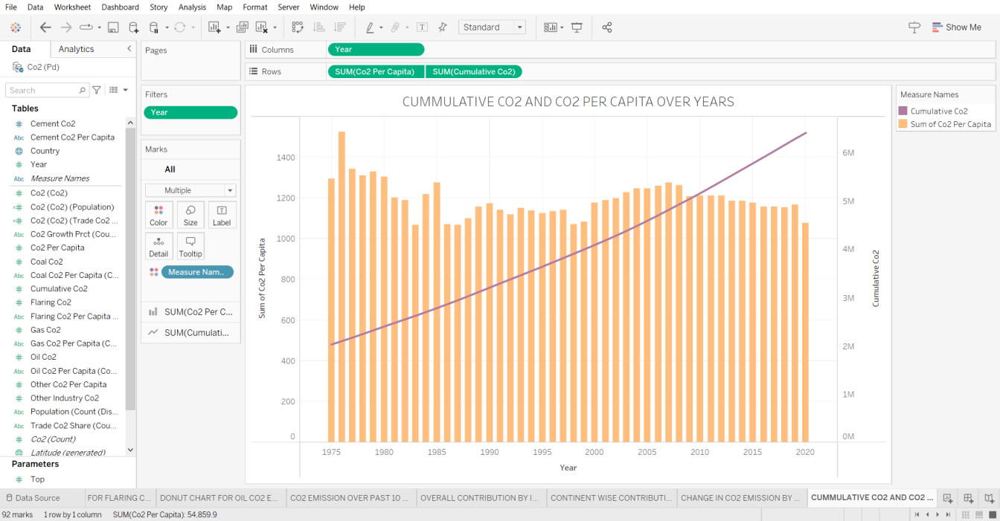 File Data Worksheet Dashboard Story Analysis Map Format Server Window Help
Standard
Show Me
Data Analytics
Co2 (Pd)
Search
Tables
Cement Co2
Abc Cement Co2 Per Capita
Country
Year
Abc Measure Names
Co2 (Co2)
Co2 (Co2) (Population)
Co2 (Co2) (Trade Co2 ...
Abc Co2 Growth Prct (Cou...
Co2 Per Capita
Coal Co2
Abc Coal Co2 Per Capita (C...
Cumulative Co2
Flaring Co2
Abc Flaring Co2 Per Capita ...
Gas Co2
Abc Gas Co2 Per Capita (C...
Oil Co2
Abc Oil Co2 Per Capita (Co...
Other Co2 Per Capita
Other Industry Co2
Abc Population (Count (Dis...
Abc Trade Co2 Share (Cou...
Co2 (Count)
Latitude (generated)
Parameters
Top
Pages
Filters
Year
Marks
All
Multiple
Color Size Label
Detail Tooltip
Measure Nam..
SUM(Co2 Per C...
SUM(Cumulati...
Columns Year
Rows SUM(Co2 Per Capita) SUM(Cumulative Co2)
CUMMULATIVE CO2 AND CO2 PER CAPITA OVER YEARS
Sum of Co2 Per Capita
1400
1200
1000
800
600
400
200
0
6M
5M
4M
3M
2M
1M
0M
Cumulative Co2
1975 1980 1985 1990 1995 2000 2005 2010 2015 2020
Year
Measure Names
Cumulative Co2
Sum of Co2 Per Capita
Data Source FOR FLARING C... DONUT CHART FOR OIL CO2 E... CO2 EMISSION OVER PAST 10 ... OVERALL CONTRIBUTION BY I... CONTINENT WISE CONTRIBUTI... CHANGE IN CO2 EMISSION BY ... CUMMULATIVE CO2 AND CO2 ...
92 marks 1 row by 1 column SUM(Co2 Per Capita): 54,859.9